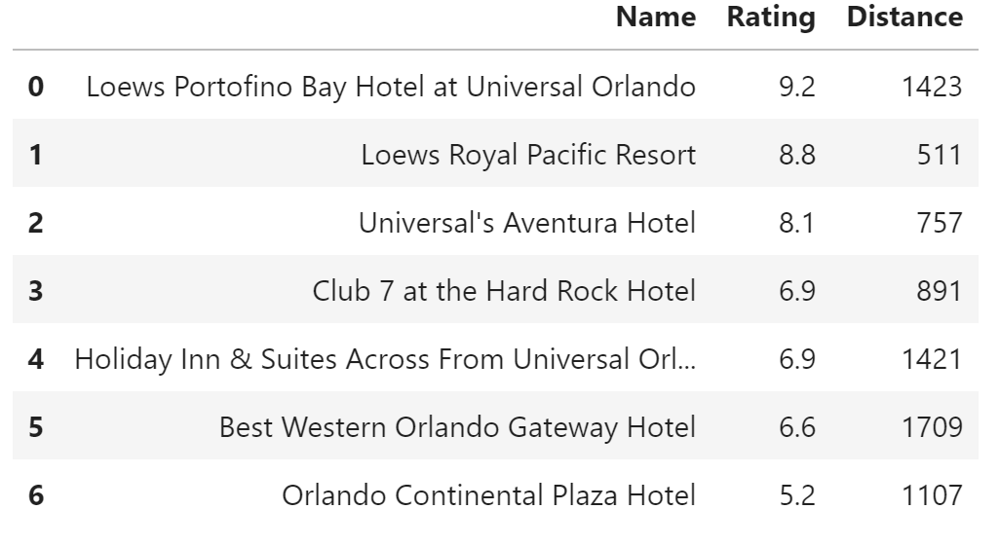 Name Rating Distance
0 Loews Portofino Bay Hotel at Universal Orlando 9.2 1423
1 Loews Royal Pacific Resort 8.8 511
2 Universal's Aventura Hotel 8.1 757
3 Club 7 at the Hard Rock Hotel 6.9 891
4 Holiday Inn & Suites Across From Universal Orl... 6.9 1421
5 Best Western Orlando Gateway Hotel 6.6 1709
6 Orlando Continental Plaza Hotel 5.2 1107